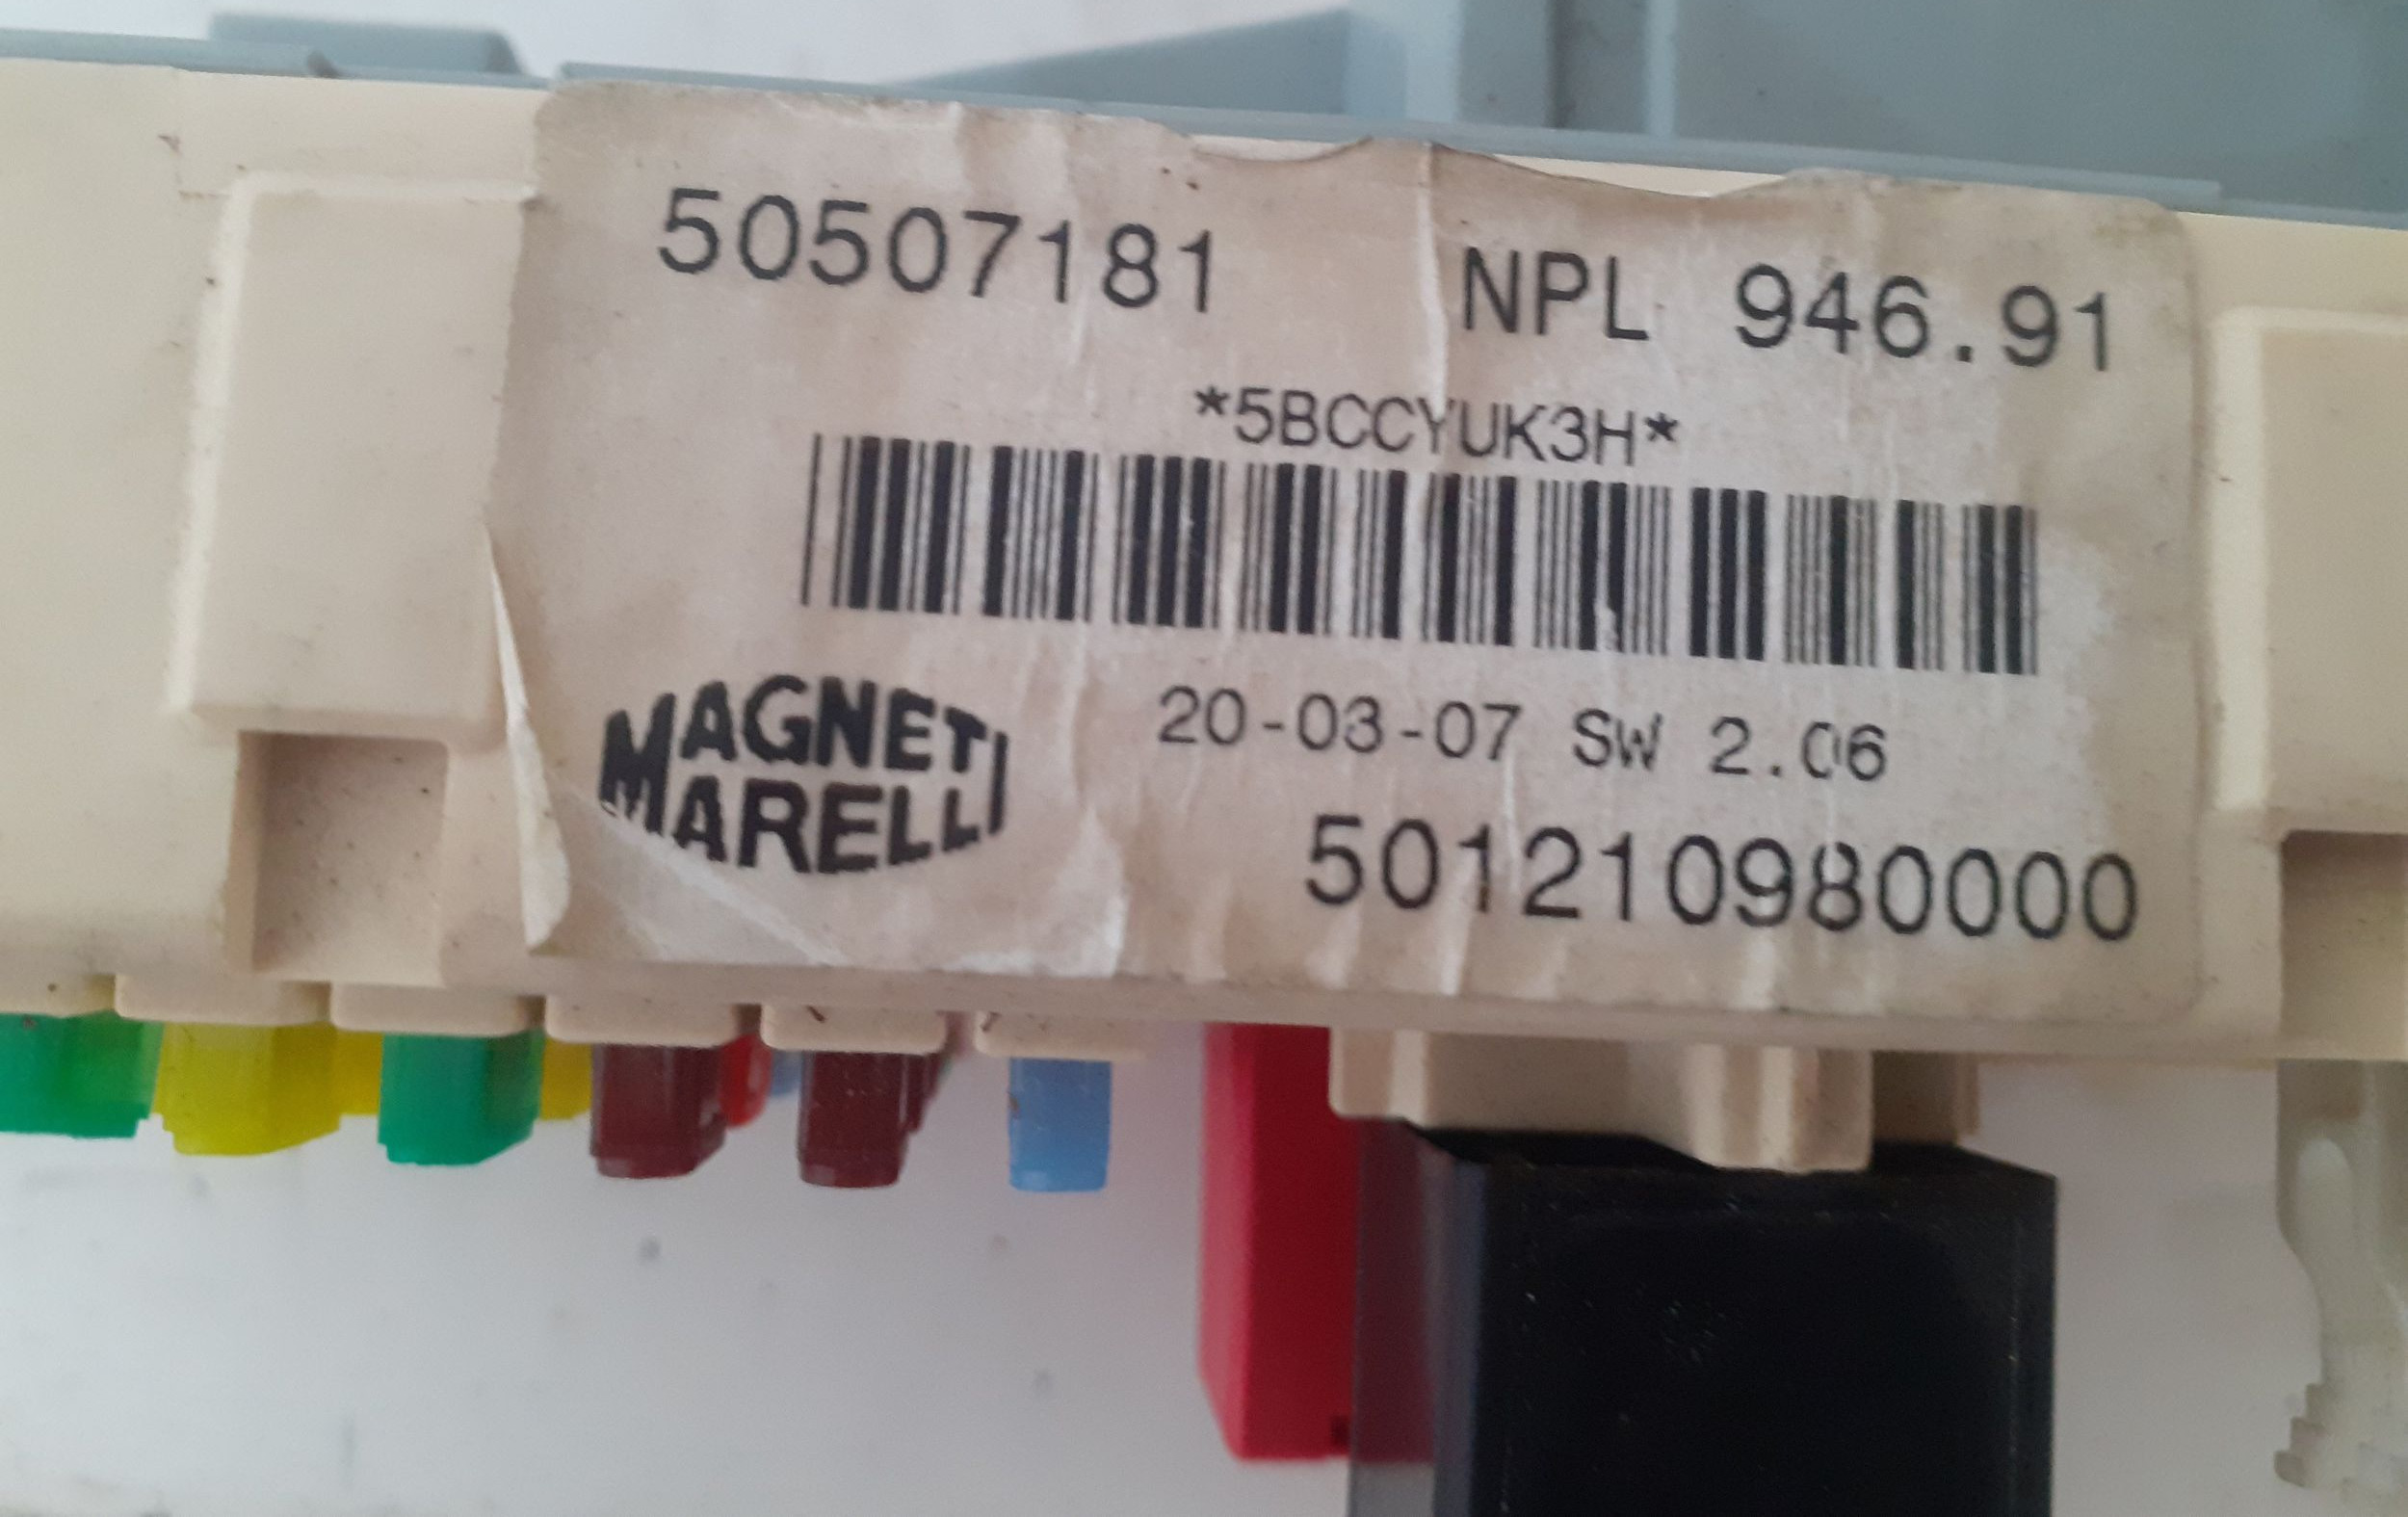 50507181 NPL 946.91
*5BCCYUK3H*
MAGNETI
MARELLI
20-03-07 SW 2.06
501210980000